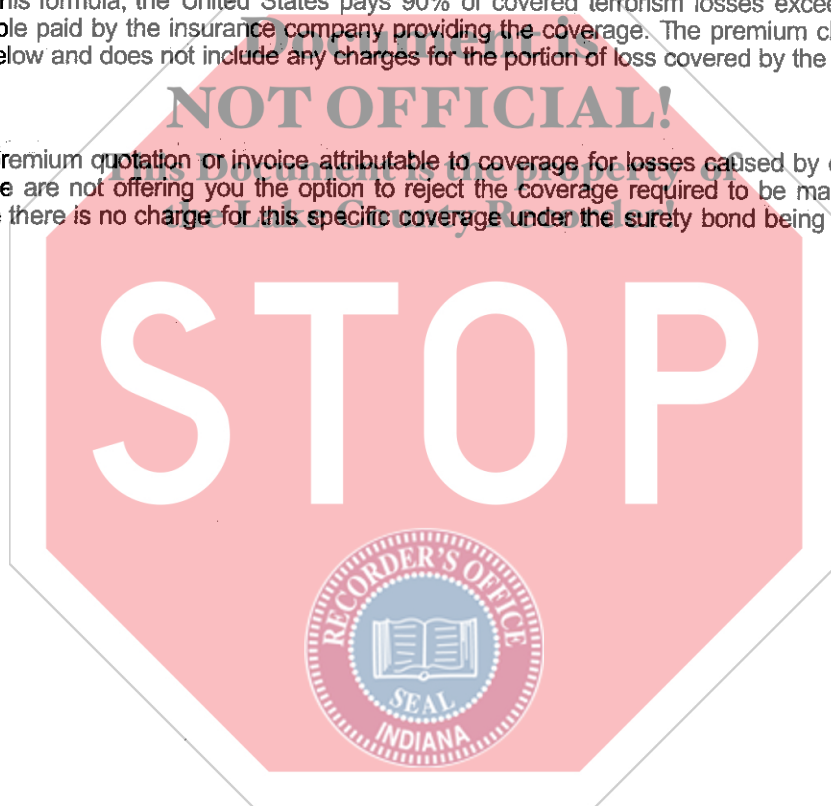 his formula, the United States pays 90% of covered terrorism losses excee
ble paid by the insurance company providing the coverage. The premium c
elow and does not include any charges for the portion of loss covered by the
Document is
NOT OFFICIAL!
remium quotation or invoice attributable to coverage for losses caused by
This Document is the property of
e are not offering you the option to reject the coverage required to be ma
there is no charge for this specific coverage under the surety bond being
the Lake County Recorder!
STOP
RECORDER'S OFFICE
SEAL
INDIANA